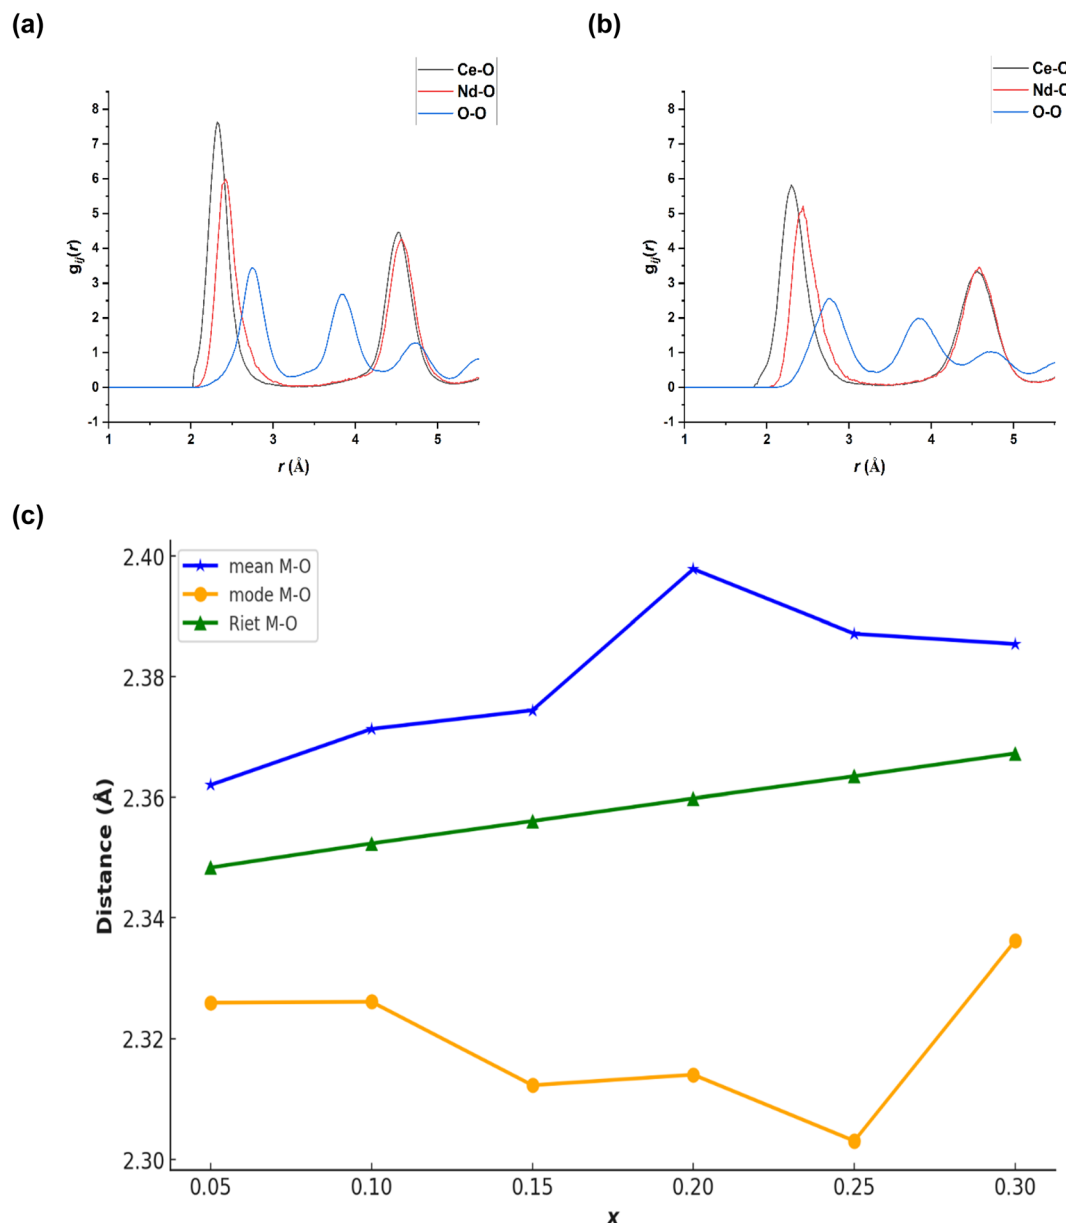 (a)
Ce-O
Nd-O
O-O
8
7
6
5
4
3
2
1
0
-1
g_ij(r)
1 2 3 4 5
r (Å)
(b)
Ce-O
Nd-O
O-O
8
7
6
5
4
3
2
1
0
-1
g_ij(r)
1 2 3 4 5
r (Å)
(c)
mean M-O
mode M-O
Riet M-O
2.40
2.38
2.36
2.34
2.32
2.30
Distance (Å)
0.05 0.10 0.15 0.20 0.25 0.30
x